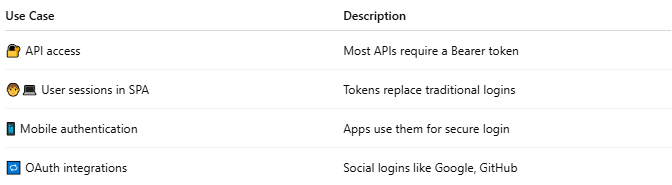 Use Case Description
API access Most APIs require a Bearer token
User sessions in SPA Tokens replace traditional logins
Mobile authentication Apps use them for secure login
OAuth integrations Social logins like Google, GitHub